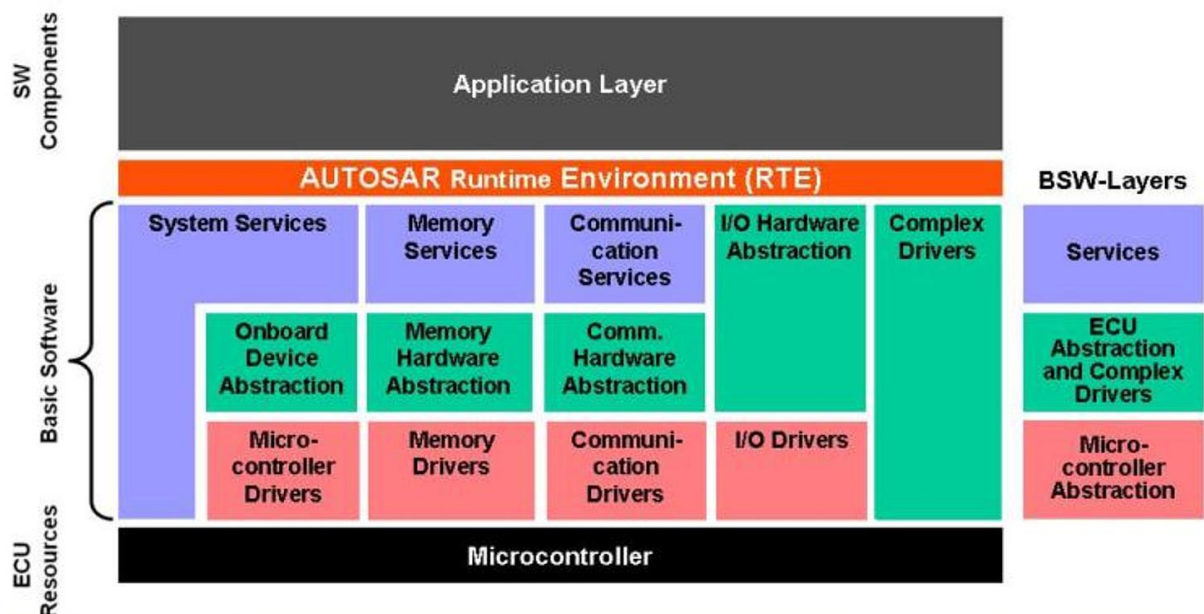 SW
Components
Application Layer
AUTOSAR Runtime Environment (RTE)
BSW-Layers
Basic Software
System Services
Memory
Services
Communi-
cation
Services
I/O Hardware
Abstraction
Complex
Drivers
Services
Onboard
Device
Abstraction
Memory
Hardware
Abstraction
Comm.
Hardware
Abstraction
ECU
Abstraction
and Complex
Drivers
Micro-
controller
Drivers
Memory
Drivers
Communi-
cation
Drivers
I/O Drivers
Micro-
controller
Abstraction
ECU
Resources
Microcontroller